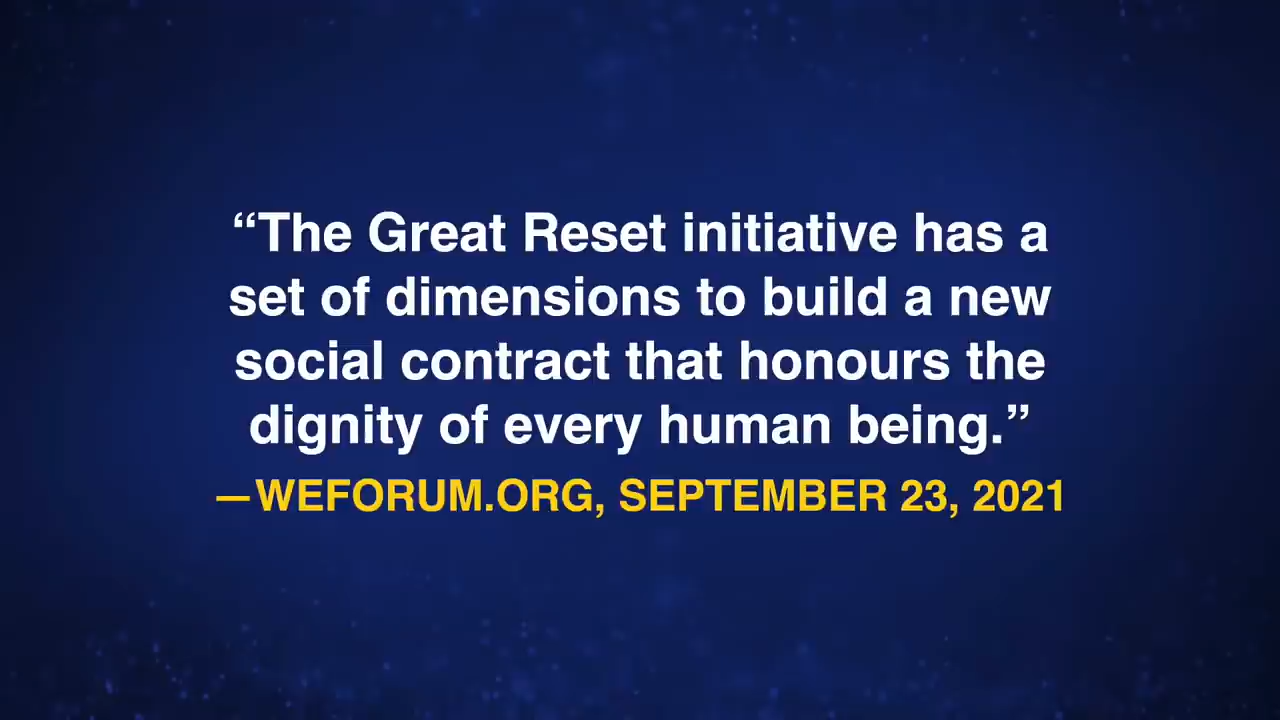 “The Great Reset initiative has a
set of dimensions to build a new
social contract that honours the
dignity of every human being.”
—WEFORUM.ORG, SEPTEMBER 23, 2021